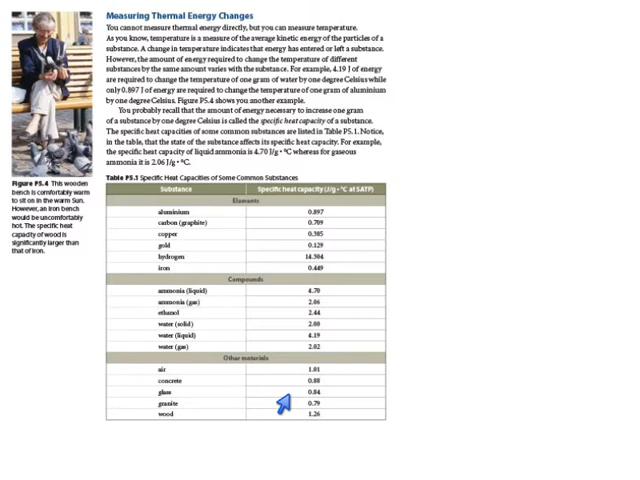 Measuring Thermal Energy Changes
You cannot measure thermal energy directly, but you can measure temperature.
As you know, temperature is a measure of the average kinetic energy of the particles of a
substance. A change in temperature indicates that energy has entered or left a substance.
However, the amount of energy required to change the temperature of different
substances by the same amount varies with the substance. For example, 4.19 J of energy
are required to change the temperature of one gram of water by one degree Celsius while
only 0.897 J of energy are required to change the temperature of one gram of aluminium
by one degree Celsius. Figure P5.4 shows you another example.
You probably recall that the amount of energy necessary to increase one gram
of a substance by one degree Celsius is called the specific heat capacity of a substance.
The specific heat capacities of some common substances are listed in Table P5.1. Notice,
in the table, that the state of the substance affects its specific heat capacity. For example,
the specific heat capacity of liquid ammonia is 4.70 J/g • °C whereas for gaseous
ammonia it is 2.06 J/g • °C.
Figure P5.4 This wooden
bench is comfortably warm
to sit on in the warm Sun.
However, an iron bench
would be uncomfortably
hot. The specific heat
capacity of wood is
significantly larger than
that of iron.
Table P5.1 Specific Heat Capacities of Some Common Substances
Substance Specific heat capacity (J/g • °C at SATP)
Elements
aluminium 0.897
carbon (graphite) 0.709
copper 0.385
gold 0.129
hydrogen 14.304
iron 0.449
Compounds
ammonia (liquid) 4.70
ammonia (gas) 2.06
ethanol 2.44
water (solid) 2.00
water (liquid) 4.19
water (gas) 2.02
Other materials
air 1.01
concrete 0.88
glass 0.84
granite 0.79
wood 1.26